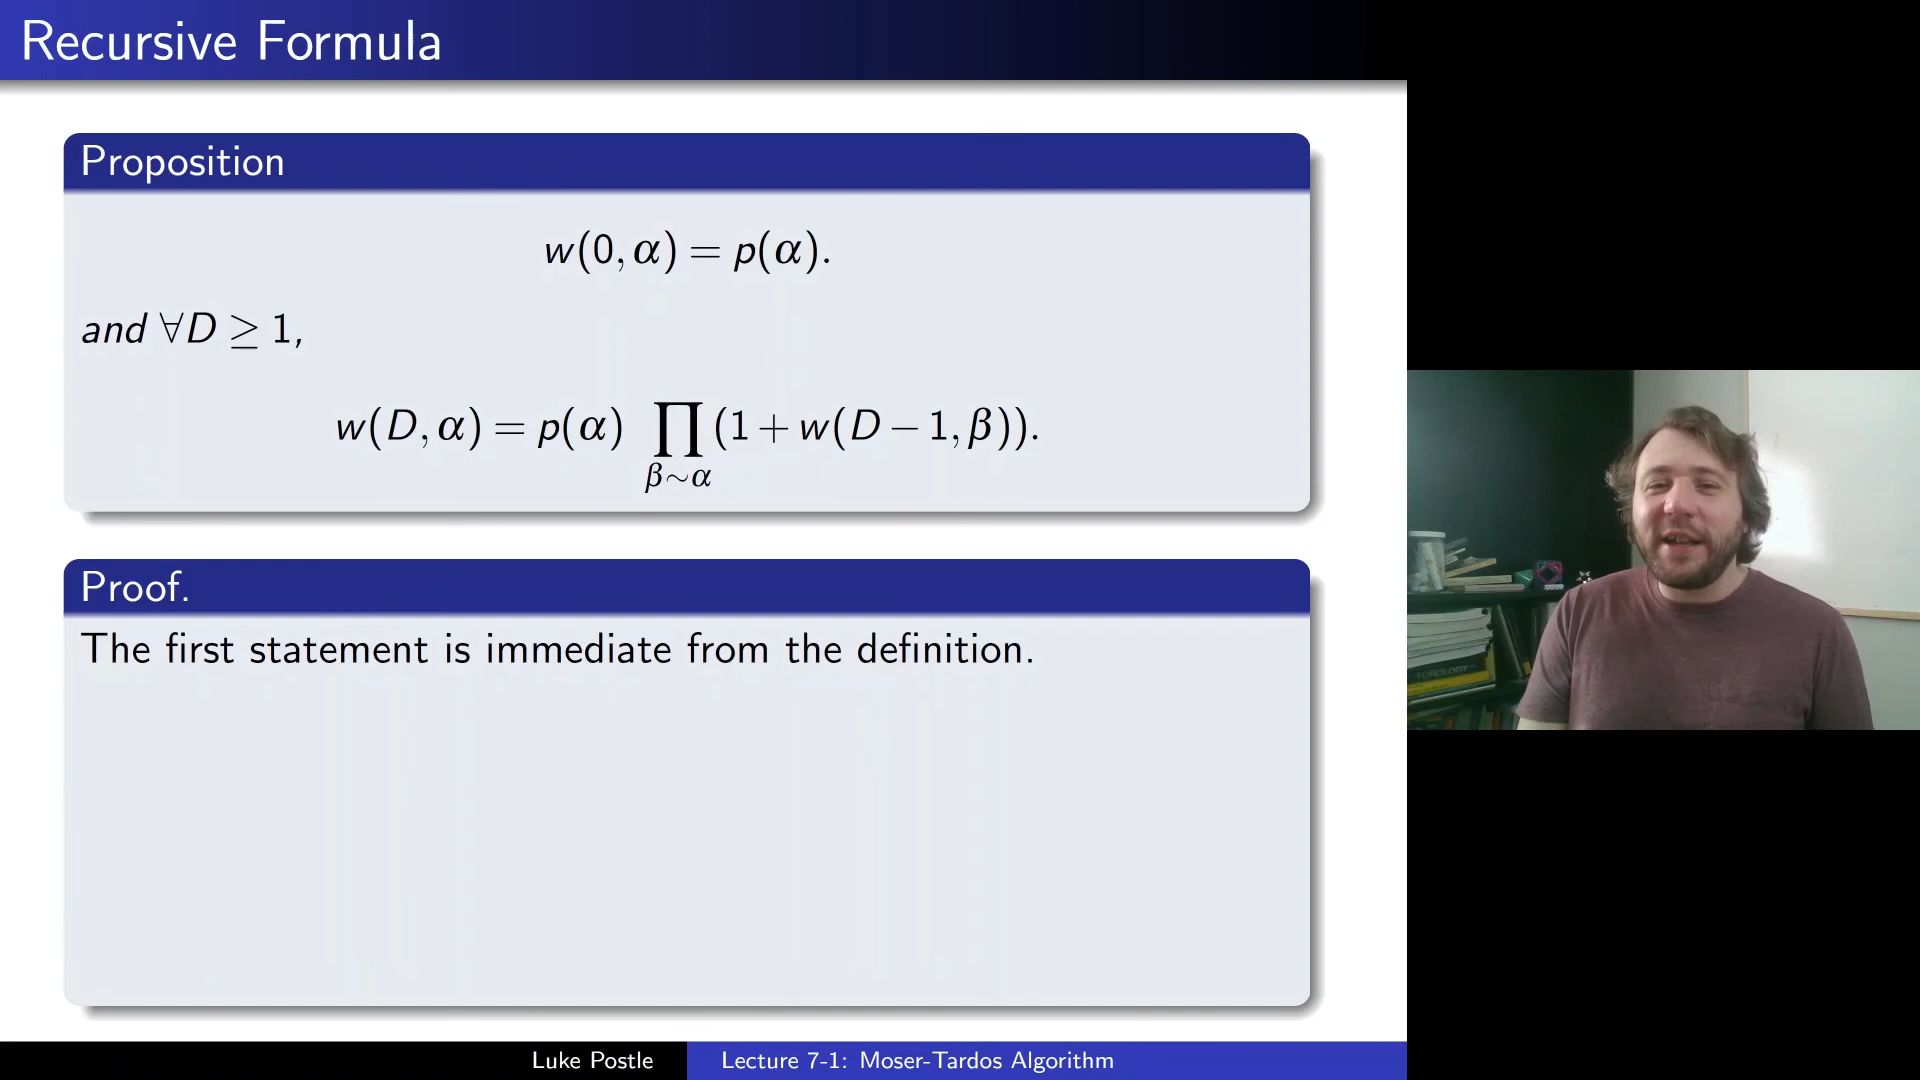 Recursive Formula
Proposition
w(0, α) = p(α).
and ∀D ≥ 1,
w(D, α) = p(α) ∏ (1 + w(D − 1, β)).
β∼α
Proof.
The first statement is immediate from the definition.
TOPOLOGY
Luke Postle Lecture 7-1: Moser-Tardos Algorithm